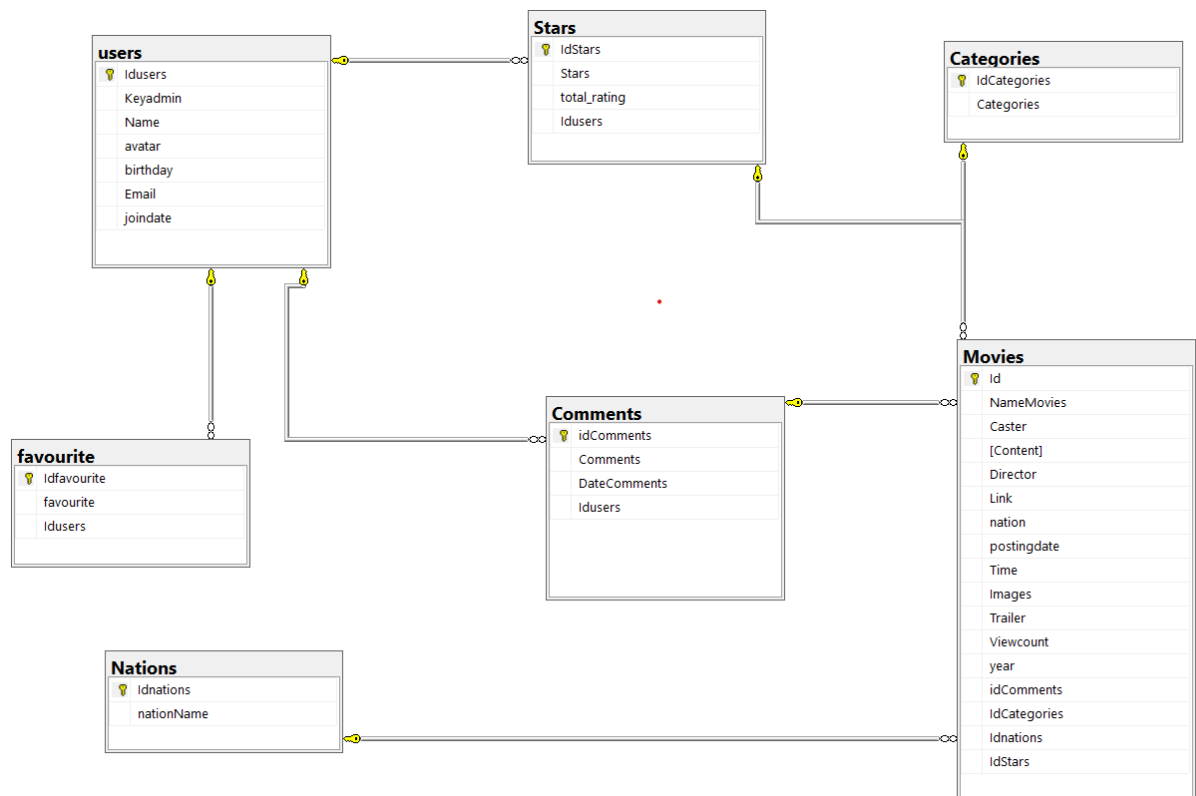 users
Idusers
Keyadmin
Name
avatar
birthday
Email
joindate
Stars
IdStars
Stars
total_rating
Idusers
Categories
IdCategories
Categories
favourite
Idfavourite
favourite
Idusers
Comments
idComments
Comments
DateComments
Idusers
Movies
Id
NameMovies
Caster
[Content]
Director
Link
nation
postingdate
Time
Images
Trailer
Viewcount
year
idComments
IdCategories
Idnations
IdStars
Nations
Idnations
nationName